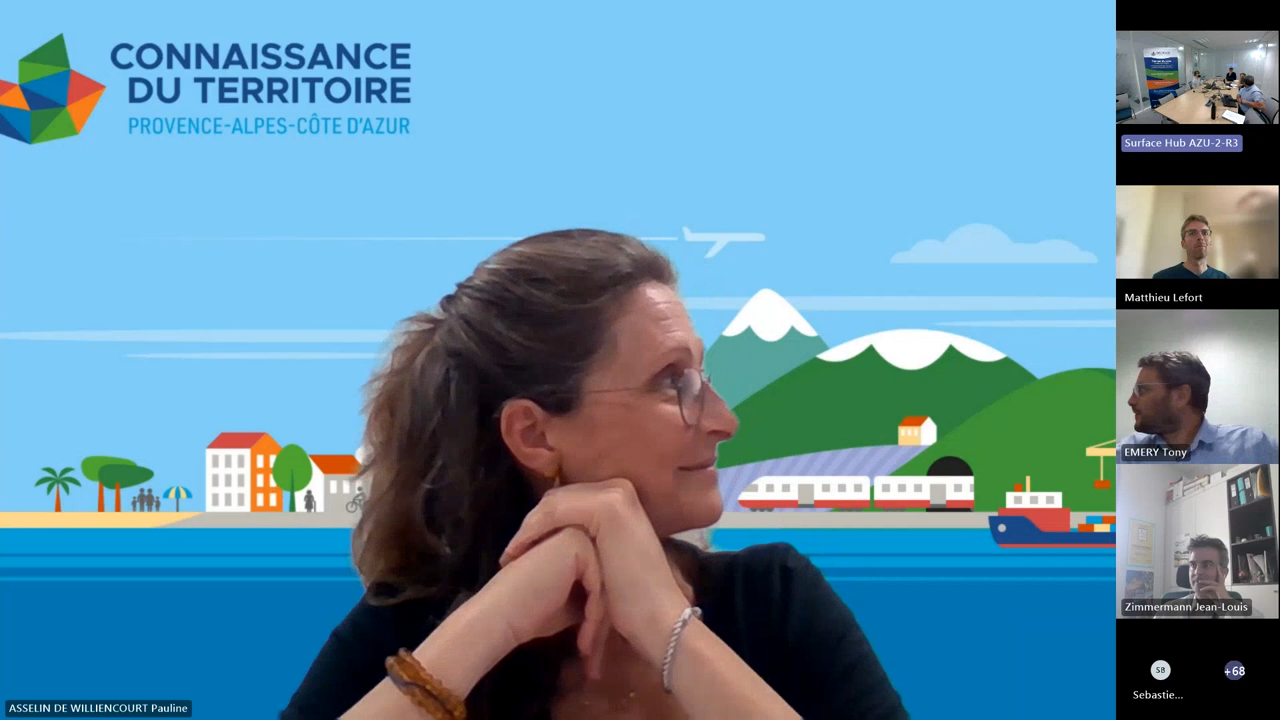 CONNAISSANCE
DU TERRITOIRE
PROVENCE-ALPES-CÔTE D'AZUR
Surface Hub AZU-2-R3
Matthieu Lefort
EMERY Tony
Zimmermann Jean-Louis
SB
+68
Sebastie...
ASSELIN DE WILLIENCOURT Pauline